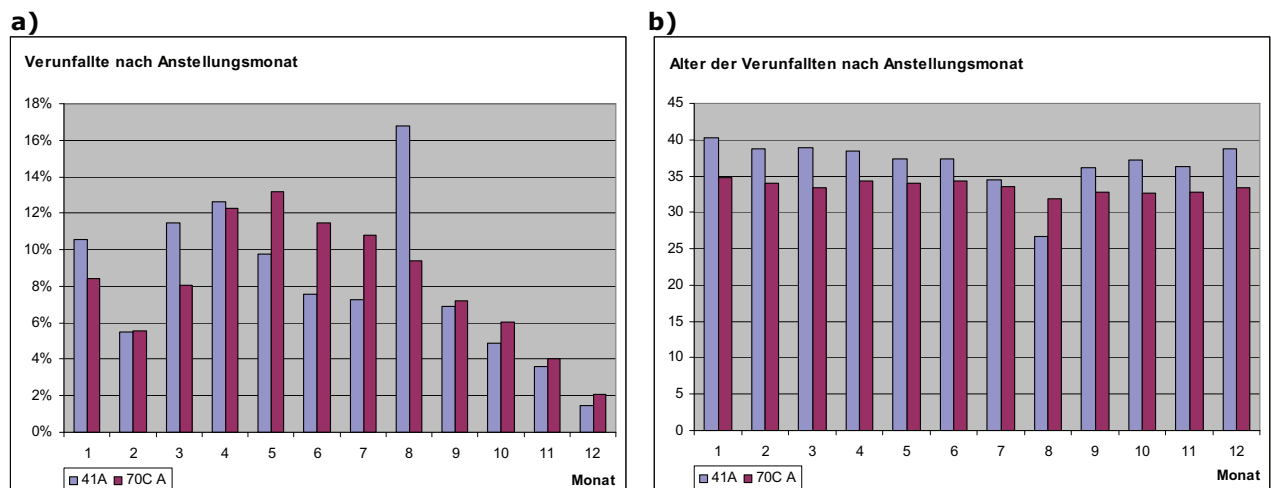 a)
Verunfallte nach Anstellungsmonat
18%
16%
14%
12%
10%
8%
6%
4%
2%
0%
1 2 3 4 5 6 7 8 9 10 11 12
41A 70C A
Monat
b)
Alter der Verunfallten nach Anstellungsmonat
45
40
35
30
25
20
15
10
5
0
1 2 3 4 5 6 7 8 9 10 11 12
41A 70C A
Monat